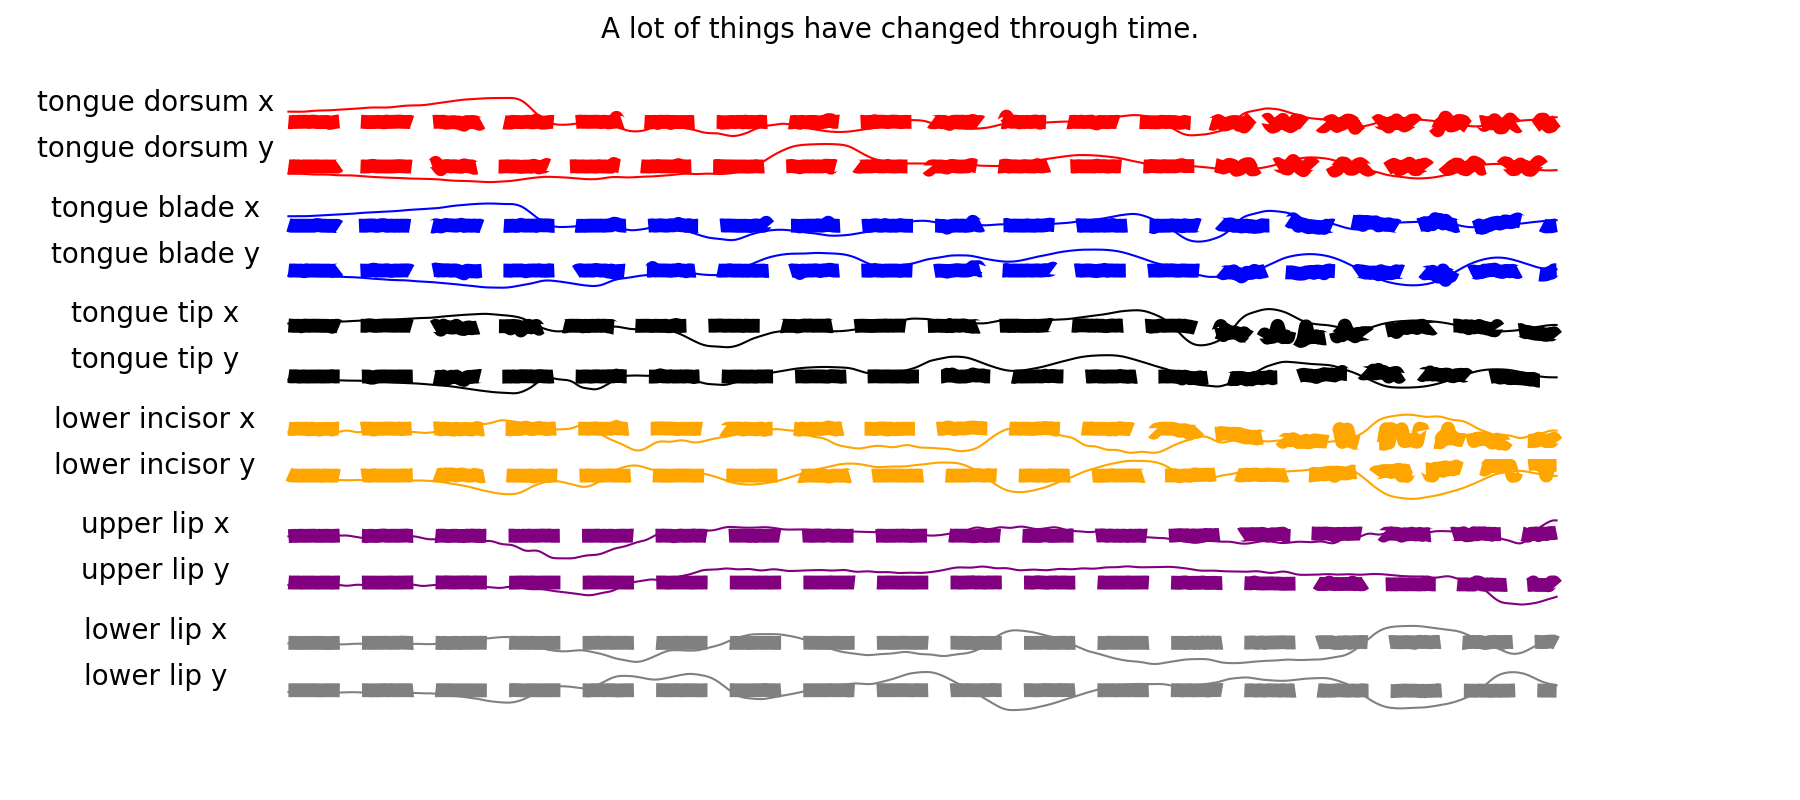 A lot of things have changed through time.
tongue dorsum x
tongue dorsum y
tongue blade x
tongue blade y
tongue tip x
tongue tip y
lower incisor x
lower incisor y
upper lip x
upper lip y
lower lip x
lower lip y